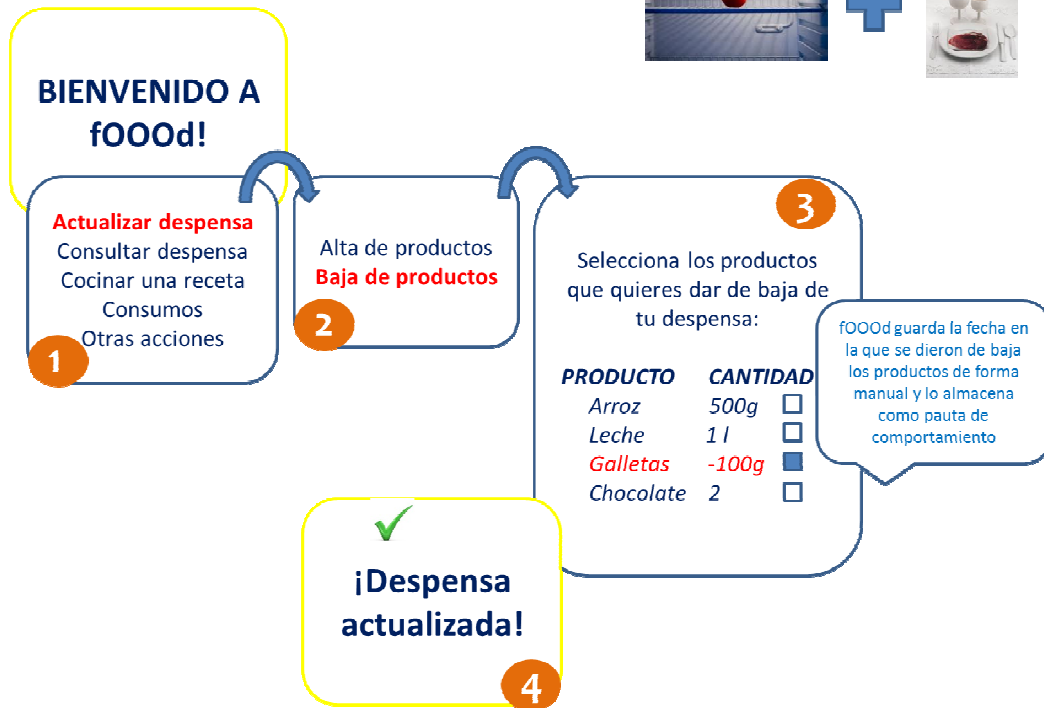 BIENVENIDO A
fOOOd!
Actualizar despensa
Consultar despensa
Cocinar una receta
Consumos
Otras acciones
1
Alta de productos
Baja de productos
2
3
Selecciona los productos
que quieres dar de baja de
tu despensa:
PRODUCTO CANTIDAD
Arroz 500g
Leche 1 l
Galletas -100g
Chocolate 2
fOOOd guarda la fecha en
la que se dieron de baja
los productos de forma
manual y lo almacena
como pauta de
comportamiento
¡Despensa
actualizada!
4